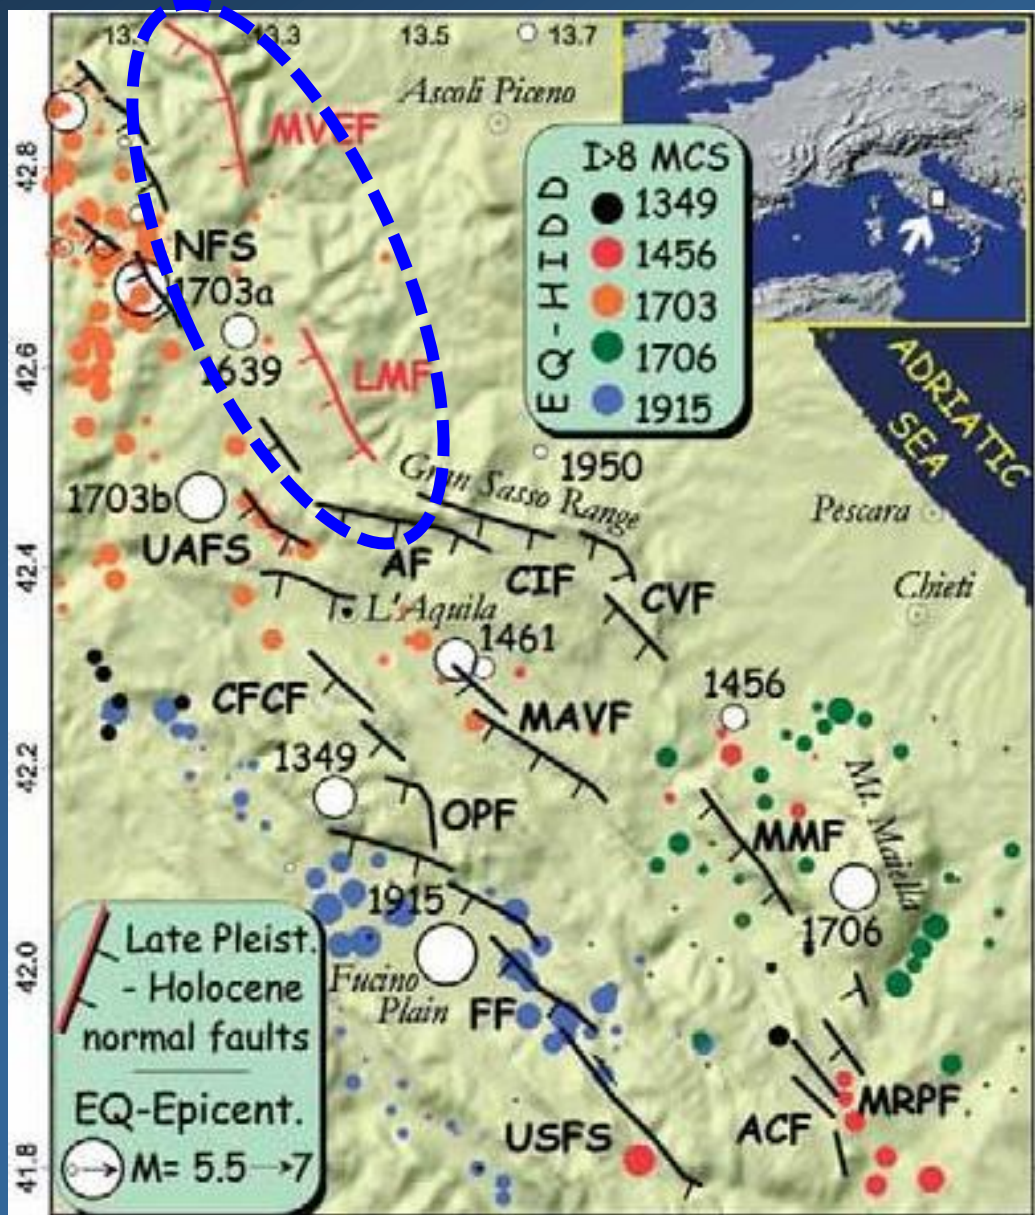 13.3
13.5
13.7
Ascoli Piceno
MVEF
42.8
I>8 MCS
EQ-HIDD
1349
1456
1703
1706
1915
NFS
1703a
1639
LMF
42.6
ADRIATIC
SEA
Gran Sasso Range
1950
1703b
Pescara
UAFS
AF
CIF
CVF
Chieti
42.4
L'Aquila
1461
CFCF
MAVF
1456
1349
42.2
OPF
MMF
Mt. Maiella
1915
1706
Fucino
Plain
FF
42.0
Late Pleist.
- Holocene
normal faults
EQ-Epicent.
M= 5.5→7
USFS
ACF
MRPF
41.8